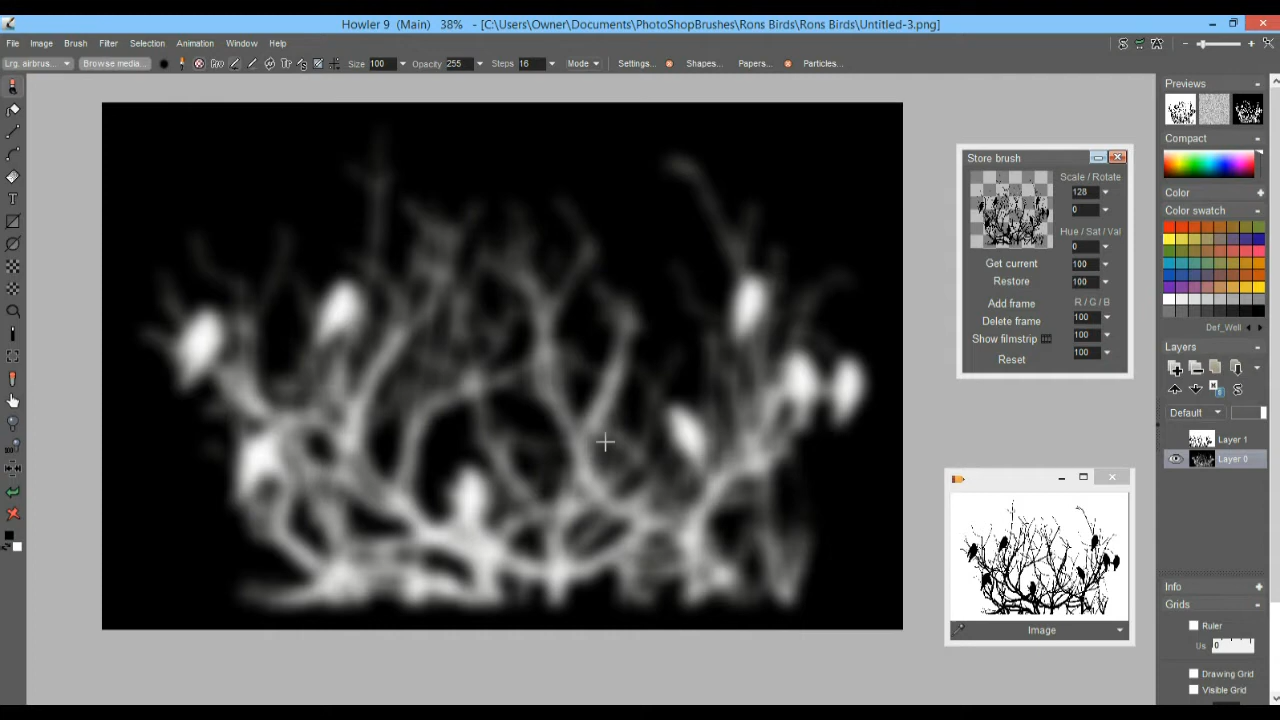 Howler 9 (Main) 38% - [C:\Users\Owner\Documents\PhotoShopBrushes\Rons Birds\Rons Birds\Untitled-3.png]
File Image Brush Filter Selection Animation Window Help
Lrg. airbrus... Browse media... Size 100 Opacity 255 Steps 16 Mode Settings... Shapes... Papers... Particles...
Previews
Compact
Color
Color swatch
Def_Well
Layers
Default
Layer 1
Layer 0
Info
Grids
Ruler
Us 0
Drawing Grid
Visible Grid
Store brush
Scale / Rotate
128
0
Hue / Sat / Val
0
Get current 100
Restore 100
Add frame R / G / B
Delete frame 100
Show filmstrip 100
Reset 100
Image